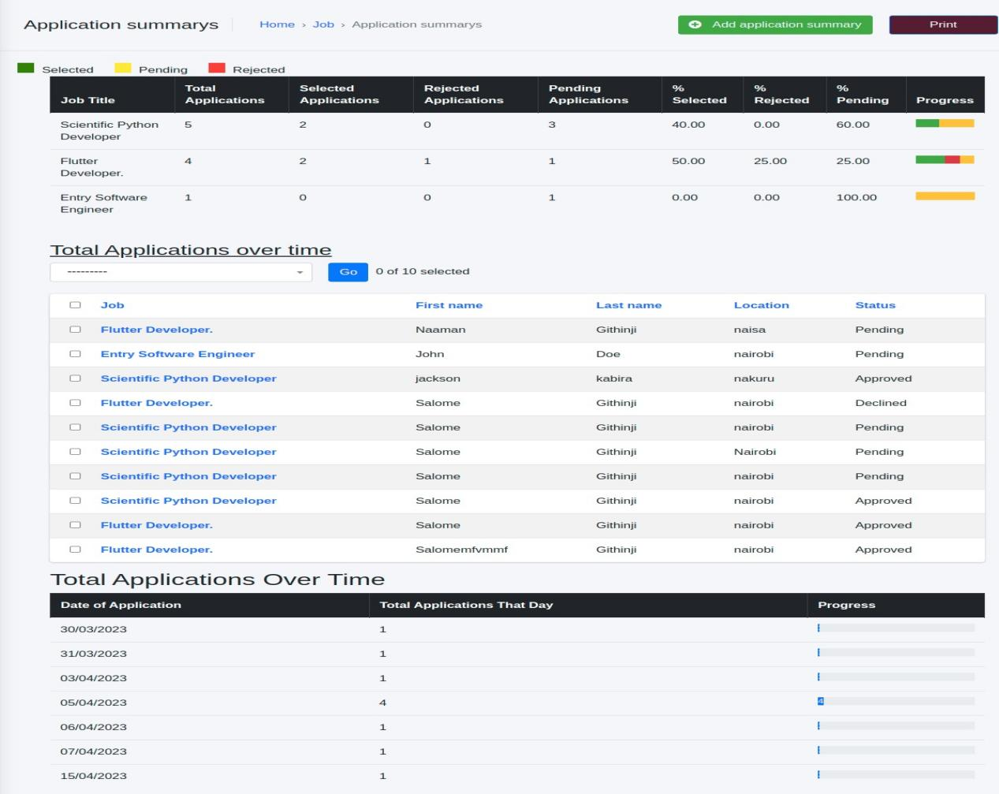 Application summarys Home › Job › Application summarys Add application summary Print
Selected Pending Rejected
Job Title Total Applications Selected Applications Rejected Applications Pending Applications % Selected % Rejected % Pending Progress
Scientific Python Developer 5 2 0 3 40.00 0.00 60.00
Flutter Developer. 4 2 1 1 50.00 25.00 25.00
Entry Software Engineer 1 0 0 1 0.00 0.00 100.00
Total Applications over time
--------- Go 0 of 10 selected
Job First name Last name Location Status
Flutter Developer. Naaman Githinji naisa Pending
Entry Software Engineer John Doe nairobi Pending
Scientific Python Developer jackson kabira nakuru Approved
Flutter Developer. Salome Githinji nairobi Declined
Scientific Python Developer Salome Githinji nairobi Pending
Scientific Python Developer Salome Githinji Nairobi Pending
Scientific Python Developer Salome Githinji nairobi Pending
Scientific Python Developer Salome Githinji nairobi Approved
Flutter Developer. Salome Githinji nairobi Approved
Flutter Developer. Salomemfvmmf Githinji nairobi Approved
Total Applications Over Time
Date of Application Total Applications That Day Progress
30/03/2023 1
31/03/2023 1
03/04/2023 1
05/04/2023 4 4
06/04/2023 1
07/04/2023 1
15/04/2023 1